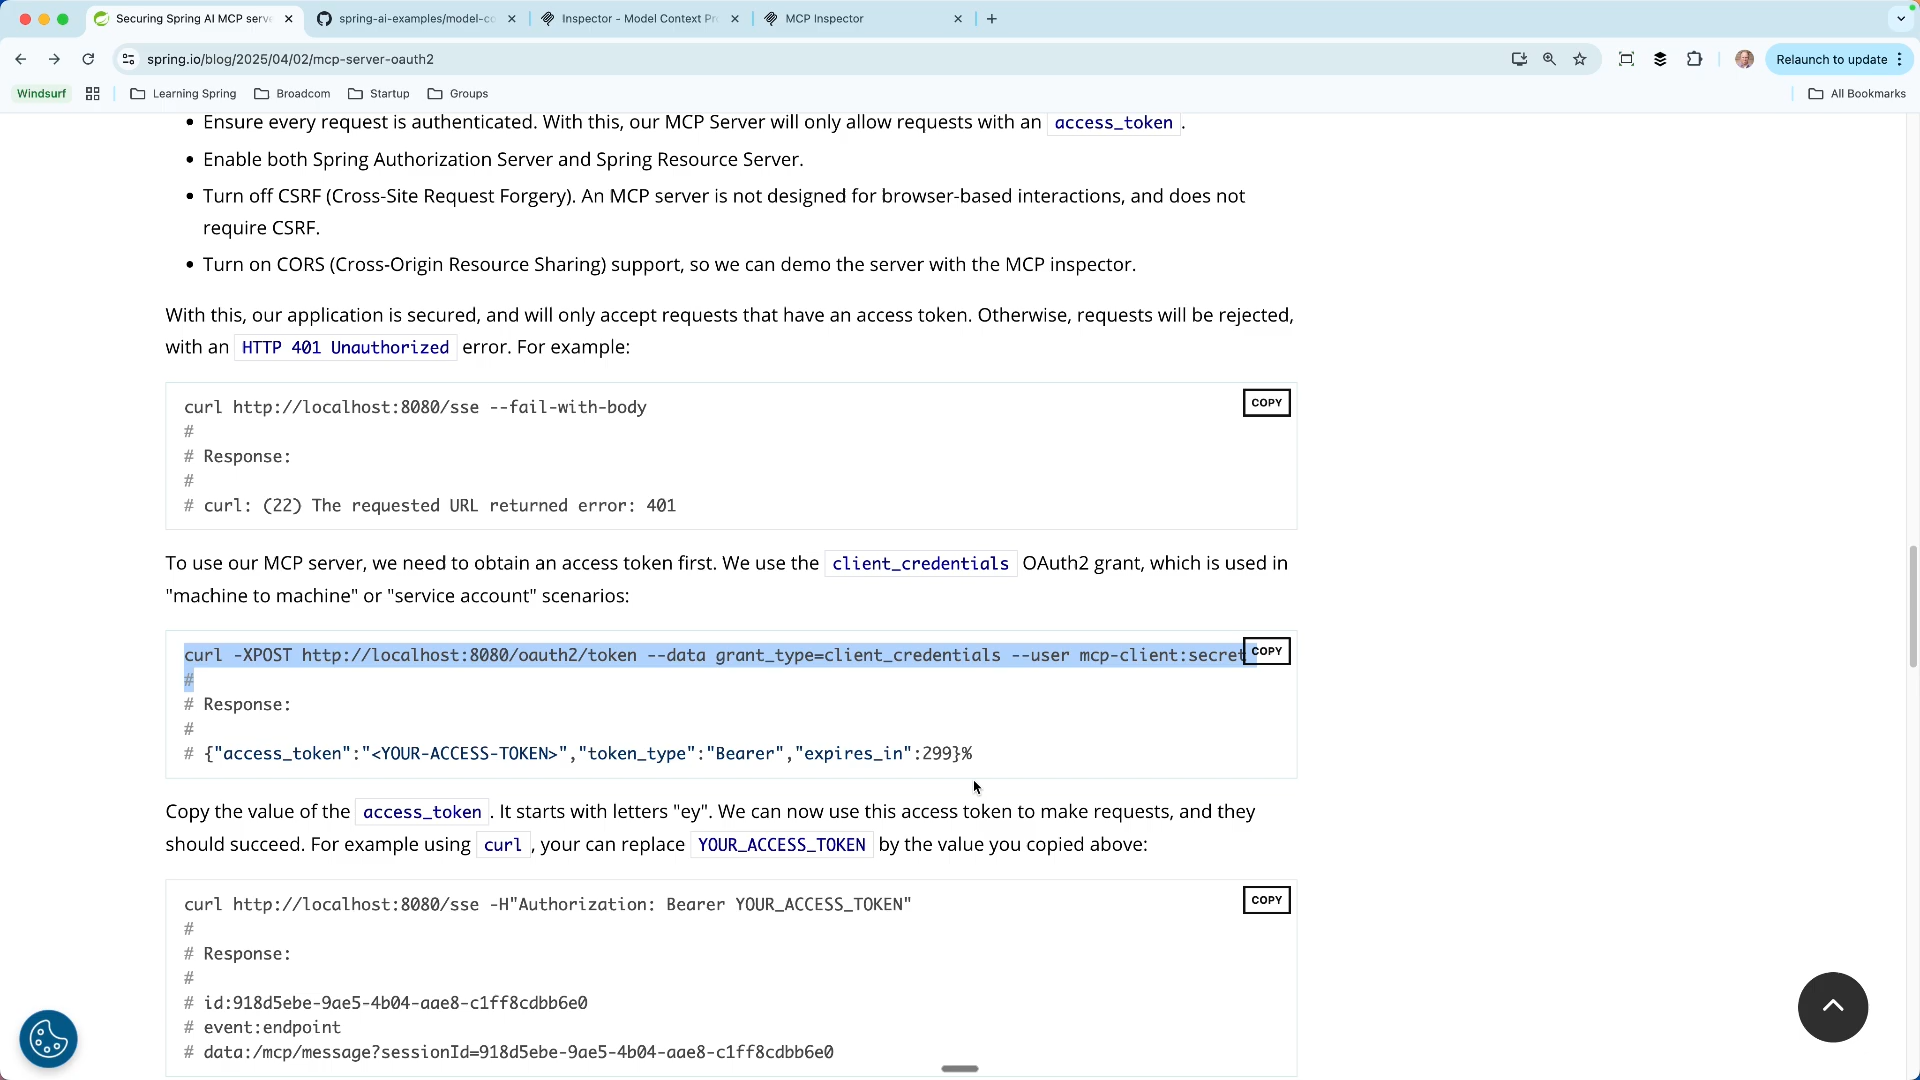 Securing Spring AI MCP serve
spring-ai-examples/model-co
Inspector - Model Context Pr
MCP Inspector
spring.io/blog/2025/04/02/mcp-server-oauth2
Relaunch to update
Windsurf
Learning Spring
Broadcom
Startup
Groups
All Bookmarks
• Ensure every request is authenticated. With this, our MCP Server will only allow requests with an access_token .
• Enable both Spring Authorization Server and Spring Resource Server.
• Turn off CSRF (Cross-Site Request Forgery). An MCP server is not designed for browser-based interactions, and does not
require CSRF.
• Turn on CORS (Cross-Origin Resource Sharing) support, so we can demo the server with the MCP inspector.
With this, our application is secured, and will only accept requests that have an access token. Otherwise, requests will be rejected,
with an HTTP 401 Unauthorized error. For example:
COPY
curl http://localhost:8080/sse --fail-with-body
#
# Response:
#
# curl: (22) The requested URL returned error: 401
To use our MCP server, we need to obtain an access token first. We use the client_credentials OAuth2 grant, which is used in
"machine to machine" or "service account" scenarios:
curl -XPOST http://localhost:8080/oauth2/token --data grant_type=client_credentials --user mcp-client:secret
COPY
#
# Response:
#
# {"access_token":"<YOUR-ACCESS-TOKEN>","token_type":"Bearer","expires_in":299}%
Copy the value of the access_token . It starts with letters "ey". We can now use this access token to make requests, and they
should succeed. For example using curl , your can replace YOUR_ACCESS_TOKEN by the value you copied above:
COPY
curl http://localhost:8080/sse -H"Authorization: Bearer YOUR_ACCESS_TOKEN"
#
# Response:
#
# id:918d5ebe-9ae5-4b04-aae8-c1ff8cdbb6e0
# event:endpoint
# data:/mcp/message?sessionId=918d5ebe-9ae5-4b04-aae8-c1ff8cdbb6e0